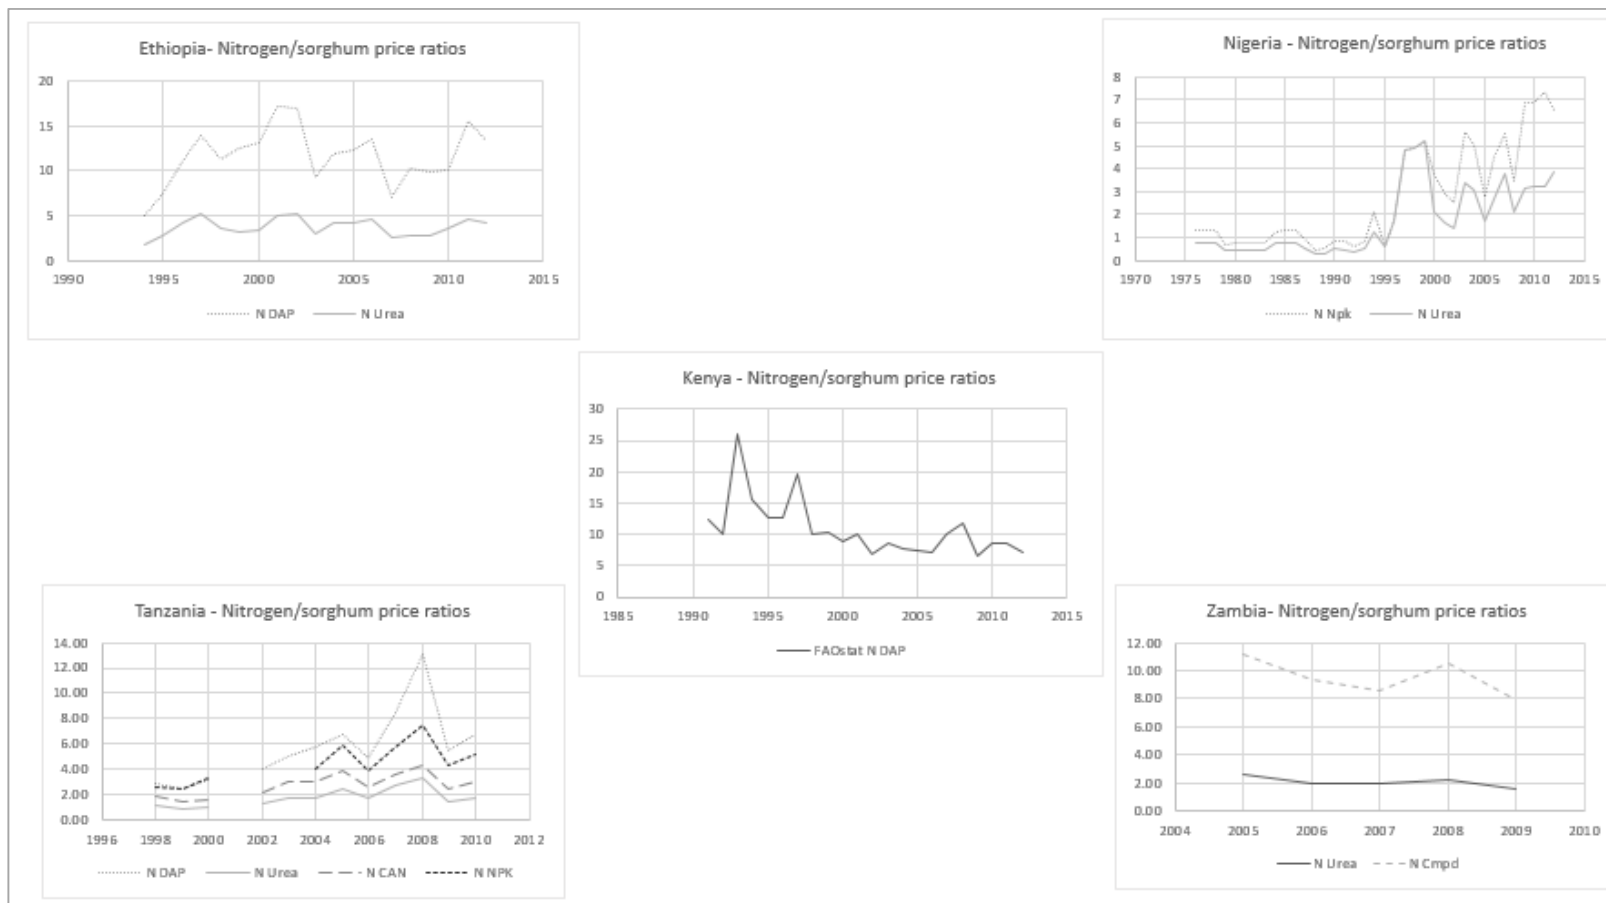 Ethiopia- Nitrogen/sorghum price ratios
20
15
10
5
0
1990 1995 2000 2005 2010 2015
N DAP N Urea
Nigeria - Nitrogen/sorghum price ratios
8
7
6
5
4
3
2
1
0
1970 1975 1980 1985 1990 1995 2000 2005 2010 2015
N Npk N Urea
Kenya - Nitrogen/sorghum price ratios
30
25
20
15
10
5
0
1985 1990 1995 2000 2005 2010 2015
FAOstat N DAP
Tanzania - Nitrogen/sorghum price ratios
14.00
12.00
10.00
8.00
6.00
4.00
2.00
0.00
1996 1998 2000 2002 2004 2006 2008 2010 2012
N DAP N Urea N CAN N NPK
Zambia- Nitrogen/sorghum price ratios
12.00
10.00
8.00
6.00
4.00
2.00
0.00
2004 2005 2006 2007 2008 2009 2010
N Urea N Cmpd